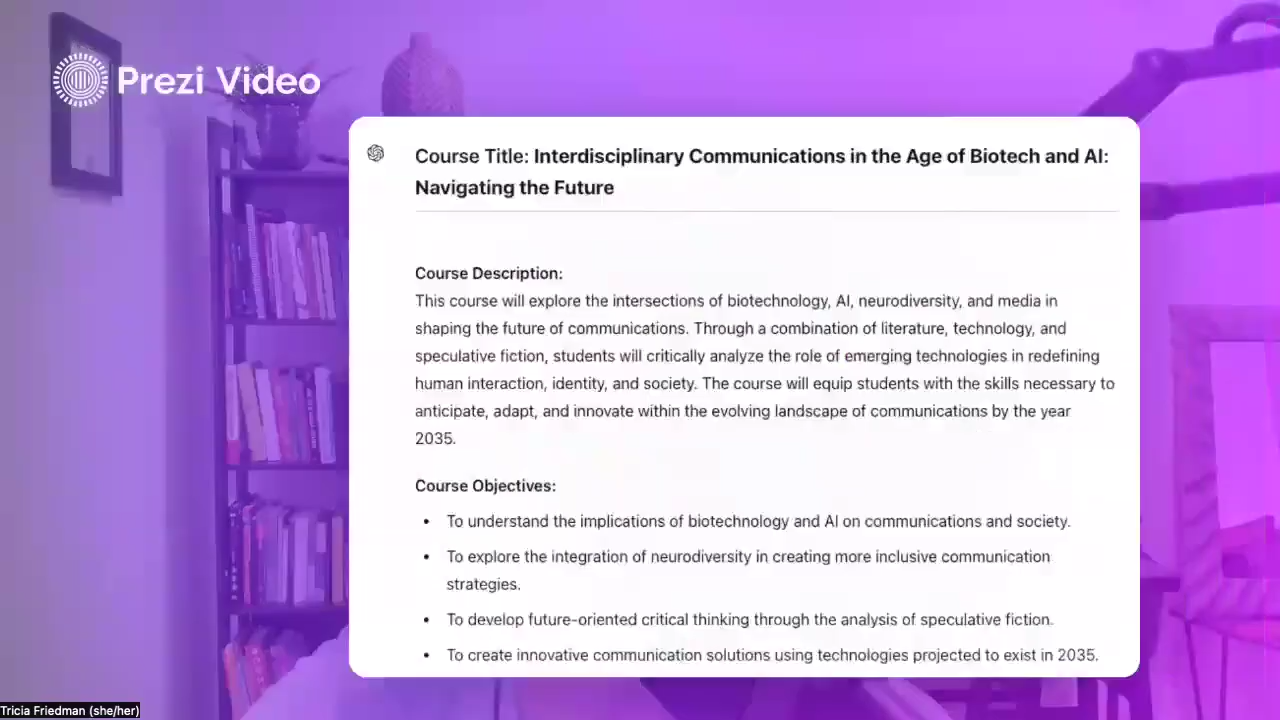 Prezi Video
Course Title: Interdisciplinary Communications in the Age of Biotech and AI:
Navigating the Future
Course Description:
This course will explore the intersections of biotechnology, AI, neurodiversity, and media in
shaping the future of communications. Through a combination of literature, technology, and
speculative fiction, students will critically analyze the role of emerging technologies in redefining
human interaction, identity, and society. The course will equip students with the skills necessary to
anticipate, adapt, and innovate within the evolving landscape of communications by the year
2035.
Course Objectives:
• To understand the implications of biotechnology and AI on communications and society.
• To explore the integration of neurodiversity in creating more inclusive communication
strategies.
• To develop future-oriented critical thinking through the analysis of speculative fiction.
• To create innovative communication solutions using technologies projected to exist in 2035.
Tricia Friedman (she/her)